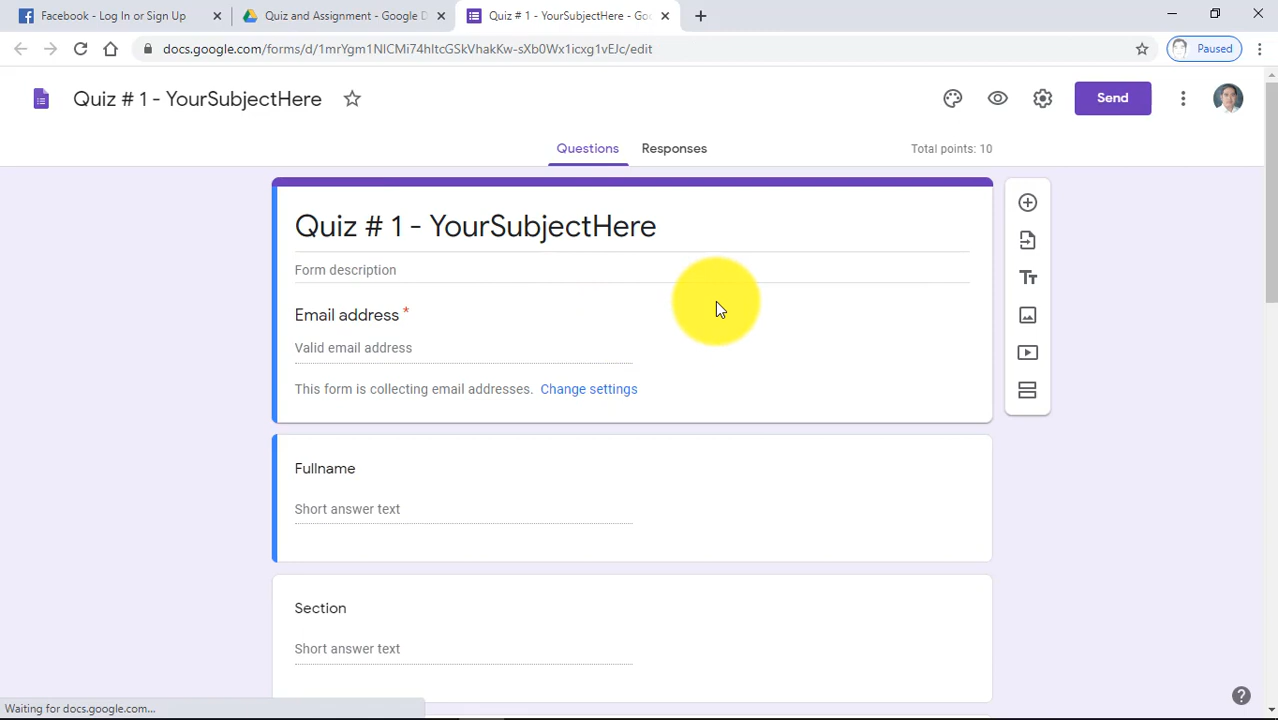 Facebook - Log In or Sign Up
Quiz and Assignment - Google D
Quiz # 1 - YourSubjectHere - Go
docs.google.com/forms/d/1mrYgm1NICMi74hItcGSkVhakKw-sXb0Wx1icxg1vEJc/edit
Paused
Quiz # 1 - YourSubjectHere
Send
Questions
Responses
Total points: 10
Quiz # 1 - YourSubjectHere
Form description
Email address *
Valid email address
This form is collecting email addresses. Change settings
Fullname
Short answer text
Section
Short answer text
Waiting for docs.google.com...